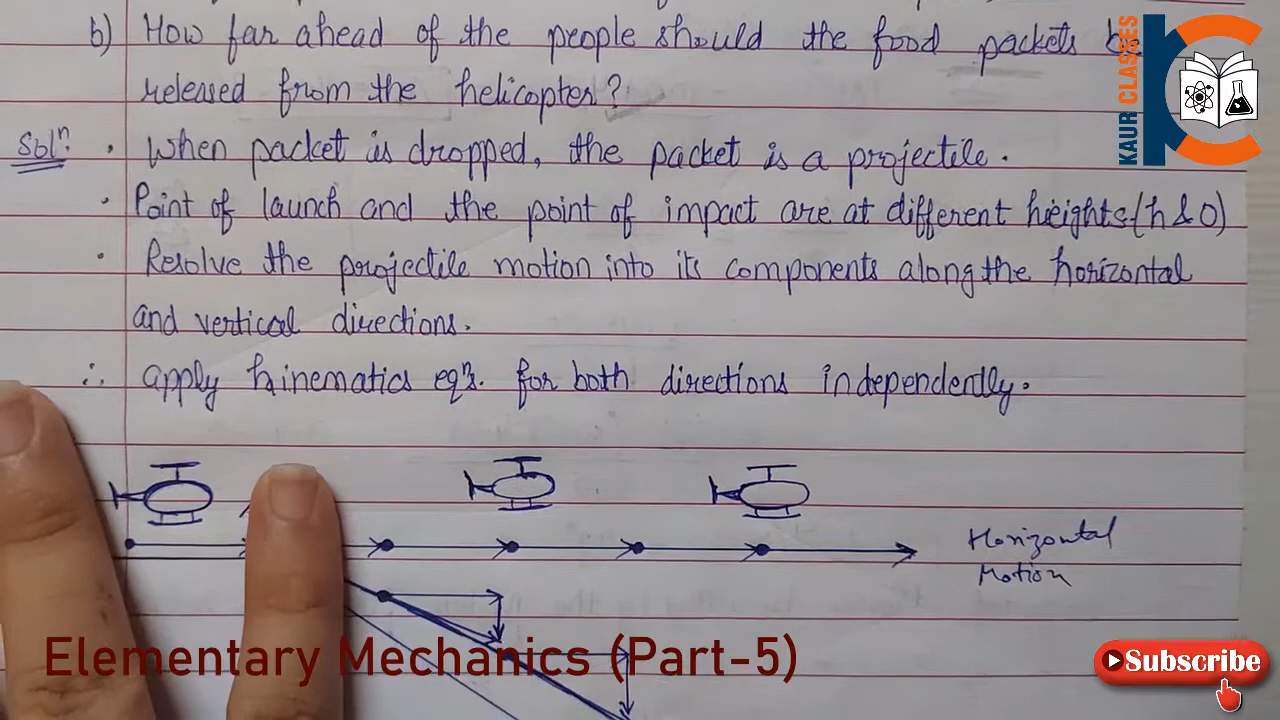 b) How far ahead of the people should the food packets be
released from the helicopter?
Solⁿ. • When packet is dropped, the packet is a projectile.
• Point of launch and the point of impact are at different heights (h & 0)
• Resolve the projectile motion into its components along the horizontal
and vertical directions.
∴ apply kinematics eqⁿs. for both directions independently.
Horizontal
Motion
Elementary Mechanics (Part-5)
KAUR CLASSES
Subscribe